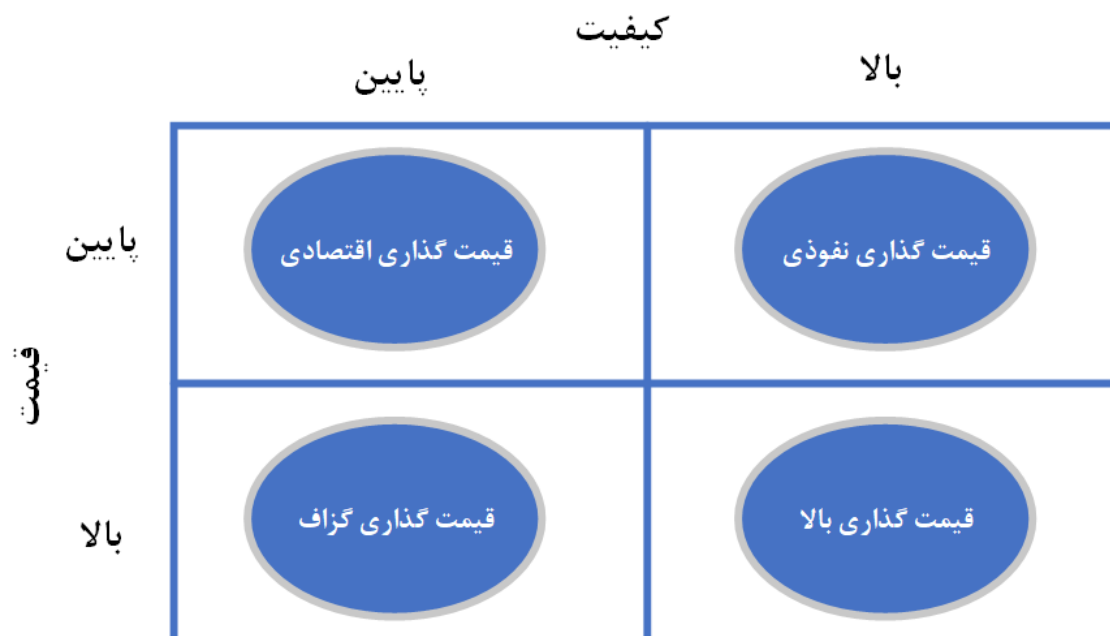 کیفیت
بالا
پایین
پایین
قیمت گذاری نفوذی
قیمت گذاری اقتصادی
قیمت
بالا
قیمت گذاری بالا
قیمت گذاری گزاف